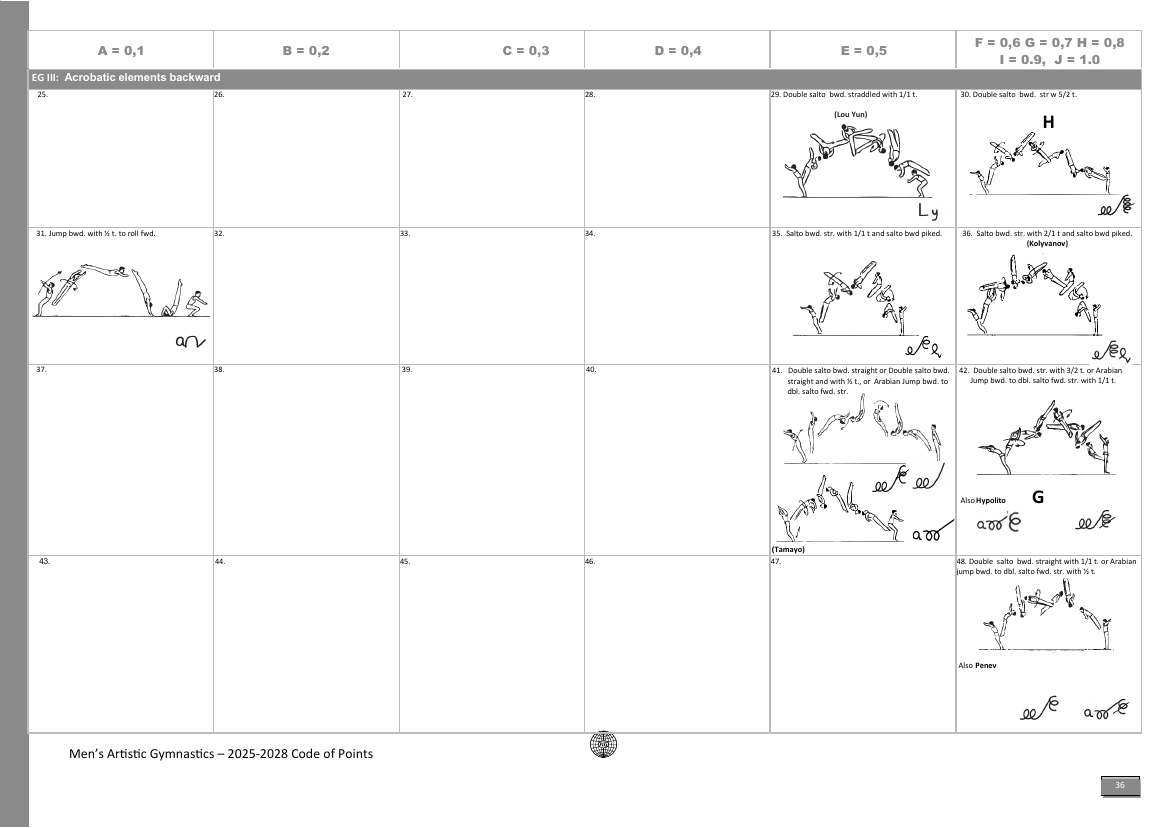 A = 0,1
B = 0,2
C = 0,3
D = 0,4
E = 0,5
F = 0,6 G = 0,7 H = 0,8
I = 0.9, J = 1.0
EG III: Acrobatic elements backward
25.
26.
27.
28.
29. Double salto bwd. straddled with 1/1 t.
(Lou Yun)
Ly
30. Double salto bwd. str w 5/2 t.
H
31. Jump bwd. with ½ t. to roll fwd.
32.
33.
34.
35. Salto bwd. str. with 1/1 t and salto bwd piked.
36. Salto bwd. str. with 2/1 t and salto bwd piked.
(Kolyvanov)
37.
38.
39.
40.
41. Double salto bwd. straight or Double salto bwd.
straight and with ½ t., or Arabian Jump bwd. to
dbl. salto fwd. str.
(Tamayo)
42. Double salto bwd. str. with 3/2 t. or Arabian
Jump bwd. to dbl. salto fwd. str. with 1/1 t.
Also Hypolito
G
43.
44.
45.
46.
47.
48. Double salto bwd. straight with 1/1 t. or Arabian
jump bwd. to dbl. salto fwd. str. with ½ t.
Also Penev
Men's Artistic Gymnastics – 2025-2028 Code of Points
36